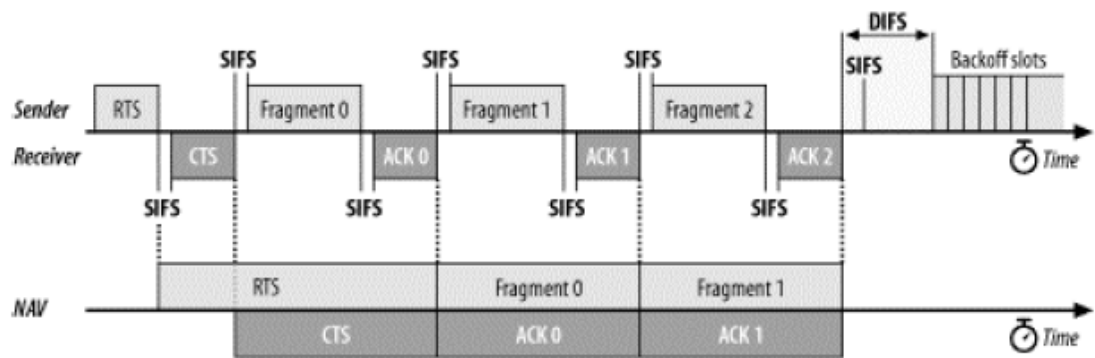 DIFS
SIFS SIFS SIFS SIFS Backoff slots
Sender RTS Fragment 0 Fragment 1 Fragment 2
Receiver CTS ACK 0 ACK 1 ACK 2 Time
SIFS SIFS SIFS SIFS
RTS Fragment 0 Fragment 1
NAV
CTS ACK 0 ACK 1 Time